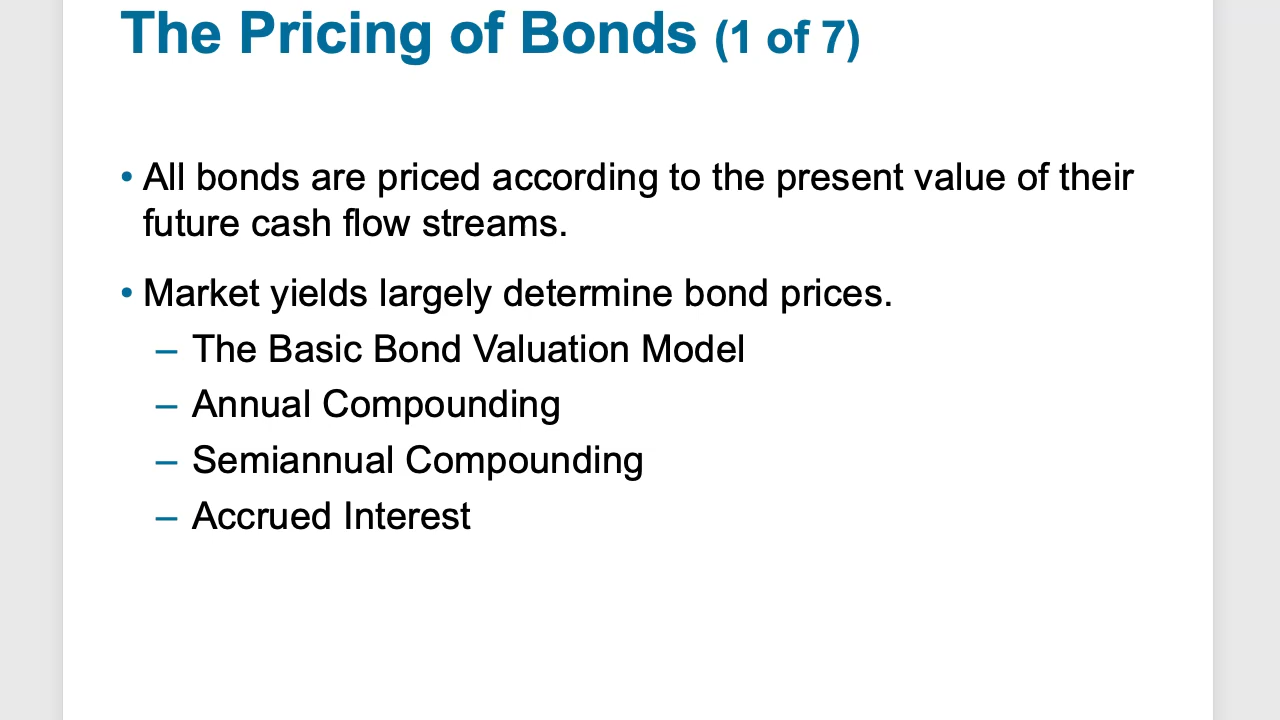 The Pricing of Bonds (1 of 7)
• All bonds are priced according to the present value of their
future cash flow streams.
• Market yields largely determine bond prices.
– The Basic Bond Valuation Model
– Annual Compounding
– Semiannual Compounding
– Accrued Interest